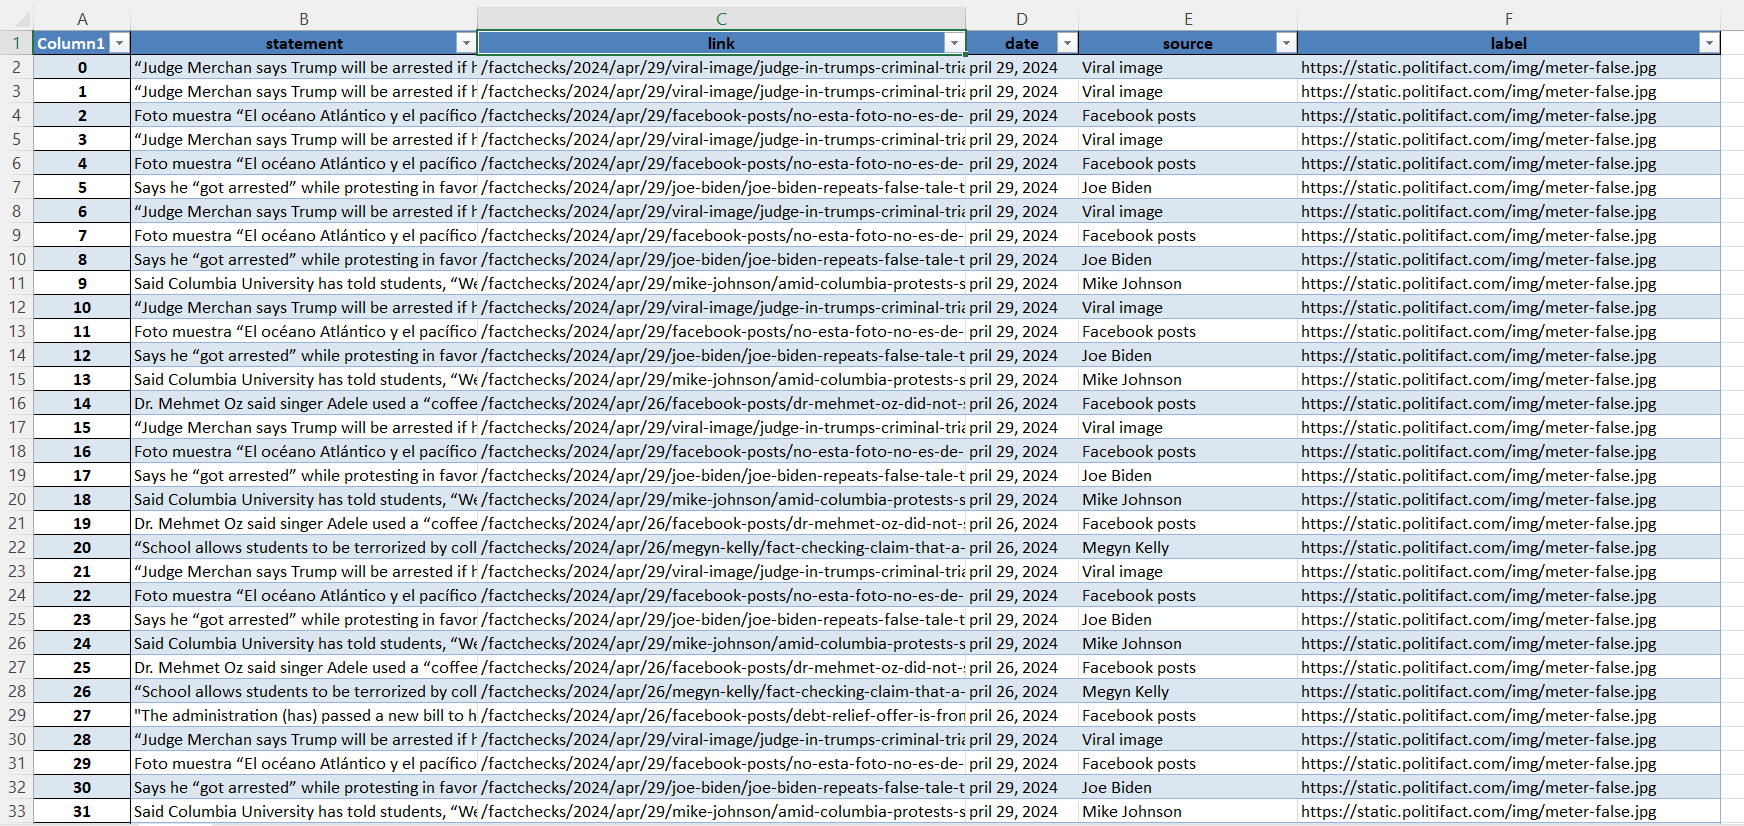 A B C D E F
1 Column1 statement link date source label
2 0 “Judge Merchan says Trump will be arrested if h /factchecks/2024/apr/29/viral-image/judge-in-trumps-criminal-tria pril 29, 2024 Viral image https://static.politifact.com/img/meter-false.jpg
3 1 “Judge Merchan says Trump will be arrested if h /factchecks/2024/apr/29/viral-image/judge-in-trumps-criminal-tria pril 29, 2024 Viral image https://static.politifact.com/img/meter-false.jpg
4 2 Foto muestra “El océano Atlántico y el pacífico /factchecks/2024/apr/29/facebook-posts/no-esta-foto-no-es-de- pril 29, 2024 Facebook posts https://static.politifact.com/img/meter-false.jpg
5 3 “Judge Merchan says Trump will be arrested if h /factchecks/2024/apr/29/viral-image/judge-in-trumps-criminal-tria pril 29, 2024 Viral image https://static.politifact.com/img/meter-false.jpg
6 4 Foto muestra “El océano Atlántico y el pacífico /factchecks/2024/apr/29/facebook-posts/no-esta-foto-no-es-de- pril 29, 2024 Facebook posts https://static.politifact.com/img/meter-false.jpg
7 5 Says he “got arrested” while protesting in favor /factchecks/2024/apr/29/joe-biden/joe-biden-repeats-false-tale-t pril 29, 2024 Joe Biden https://static.politifact.com/img/meter-false.jpg
8 6 “Judge Merchan says Trump will be arrested if h /factchecks/2024/apr/29/viral-image/judge-in-trumps-criminal-tria pril 29, 2024 Viral image https://static.politifact.com/img/meter-false.jpg
9 7 Foto muestra “El océano Atlántico y el pacífico /factchecks/2024/apr/29/facebook-posts/no-esta-foto-no-es-de- pril 29, 2024 Facebook posts https://static.politifact.com/img/meter-false.jpg
10 8 Says he “got arrested” while protesting in favor /factchecks/2024/apr/29/joe-biden/joe-biden-repeats-false-tale-t pril 29, 2024 Joe Biden https://static.politifact.com/img/meter-false.jpg
11 9 Said Columbia University has told students, “We /factchecks/2024/apr/29/mike-johnson/amid-columbia-protests-s pril 29, 2024 Mike Johnson https://static.politifact.com/img/meter-false.jpg
12 10 “Judge Merchan says Trump will be arrested if h /factchecks/2024/apr/29/viral-image/judge-in-trumps-criminal-tria pril 29, 2024 Viral image https://static.politifact.com/img/meter-false.jpg
13 11 Foto muestra “El océano Atlántico y el pacífico /factchecks/2024/apr/29/facebook-posts/no-esta-foto-no-es-de- pril 29, 2024 Facebook posts https://static.politifact.com/img/meter-false.jpg
14 12 Says he “got arrested” while protesting in favor /factchecks/2024/apr/29/joe-biden/joe-biden-repeats-false-tale-t pril 29, 2024 Joe Biden https://static.politifact.com/img/meter-false.jpg
15 13 Said Columbia University has told students, “We /factchecks/2024/apr/29/mike-johnson/amid-columbia-protests-s pril 29, 2024 Mike Johnson https://static.politifact.com/img/meter-false.jpg
16 14 Dr. Mehmet Oz said singer Adele used a “coffee /factchecks/2024/apr/26/facebook-posts/dr-mehmet-oz-did-not- pril 26, 2024 Facebook posts https://static.politifact.com/img/meter-false.jpg
17 15 “Judge Merchan says Trump will be arrested if h /factchecks/2024/apr/29/viral-image/judge-in-trumps-criminal-tria pril 29, 2024 Viral image https://static.politifact.com/img/meter-false.jpg
18 16 Foto muestra “El océano Atlántico y el pacífico /factchecks/2024/apr/29/facebook-posts/no-esta-foto-no-es-de- pril 29, 2024 Facebook posts https://static.politifact.com/img/meter-false.jpg
19 17 Says he “got arrested” while protesting in favor /factchecks/2024/apr/29/joe-biden/joe-biden-repeats-false-tale-t pril 29, 2024 Joe Biden https://static.politifact.com/img/meter-false.jpg
20 18 Said Columbia University has told students, “We /factchecks/2024/apr/29/mike-johnson/amid-columbia-protests-s pril 29, 2024 Mike Johnson https://static.politifact.com/img/meter-false.jpg
21 19 Dr. Mehmet Oz said singer Adele used a “coffee /factchecks/2024/apr/26/facebook-posts/dr-mehmet-oz-did-not- pril 26, 2024 Facebook posts https://static.politifact.com/img/meter-false.jpg
22 20 “School allows students to be terrorized by coll /factchecks/2024/apr/26/megyn-kelly/fact-checking-claim-that-a- pril 26, 2024 Megyn Kelly https://static.politifact.com/img/meter-false.jpg
23 21 “Judge Merchan says Trump will be arrested if h /factchecks/2024/apr/29/viral-image/judge-in-trumps-criminal-tria pril 29, 2024 Viral image https://static.politifact.com/img/meter-false.jpg
24 22 Foto muestra “El océano Atlántico y el pacífico /factchecks/2024/apr/29/facebook-posts/no-esta-foto-no-es-de- pril 29, 2024 Facebook posts https://static.politifact.com/img/meter-false.jpg
25 23 Says he “got arrested” while protesting in favor /factchecks/2024/apr/29/joe-biden/joe-biden-repeats-false-tale-t pril 29, 2024 Joe Biden https://static.politifact.com/img/meter-false.jpg
26 24 Said Columbia University has told students, “We /factchecks/2024/apr/29/mike-johnson/amid-columbia-protests-s pril 29, 2024 Mike Johnson https://static.politifact.com/img/meter-false.jpg
27 25 Dr. Mehmet Oz said singer Adele used a “coffee /factchecks/2024/apr/26/facebook-posts/dr-mehmet-oz-did-not- pril 26, 2024 Facebook posts https://static.politifact.com/img/meter-false.jpg
28 26 “School allows students to be terrorized by coll /factchecks/2024/apr/26/megyn-kelly/fact-checking-claim-that-a- pril 26, 2024 Megyn Kelly https://static.politifact.com/img/meter-false.jpg
29 27 "The administration (has) passed a new bill to h /factchecks/2024/apr/26/facebook-posts/debt-relief-offer-is-fron pril 26, 2024 Facebook posts https://static.politifact.com/img/meter-false.jpg
30 28 “Judge Merchan says Trump will be arrested if h /factchecks/2024/apr/29/viral-image/judge-in-trumps-criminal-tria pril 29, 2024 Viral image https://static.politifact.com/img/meter-false.jpg
31 29 Foto muestra “El océano Atlántico y el pacífico /factchecks/2024/apr/29/facebook-posts/no-esta-foto-no-es-de- pril 29, 2024 Facebook posts https://static.politifact.com/img/meter-false.jpg
32 30 Says he “got arrested” while protesting in favor /factchecks/2024/apr/29/joe-biden/joe-biden-repeats-false-tale-t pril 29, 2024 Joe Biden https://static.politifact.com/img/meter-false.jpg
33 31 Said Columbia University has told students, “We /factchecks/2024/apr/29/mike-johnson/amid-columbia-protests-s pril 29, 2024 Mike Johnson https://static.politifact.com/img/meter-false.jpg